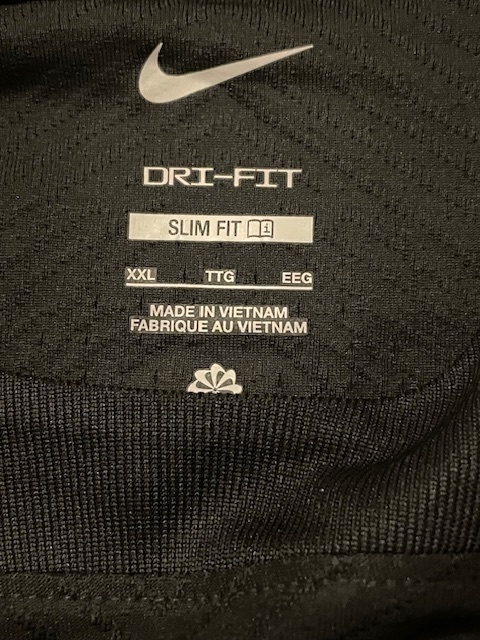 DRI-FIT
SLIM FIT
XXL TTG EEG
MADE IN VIETNAM
FABRIQUE AU VIETNAM